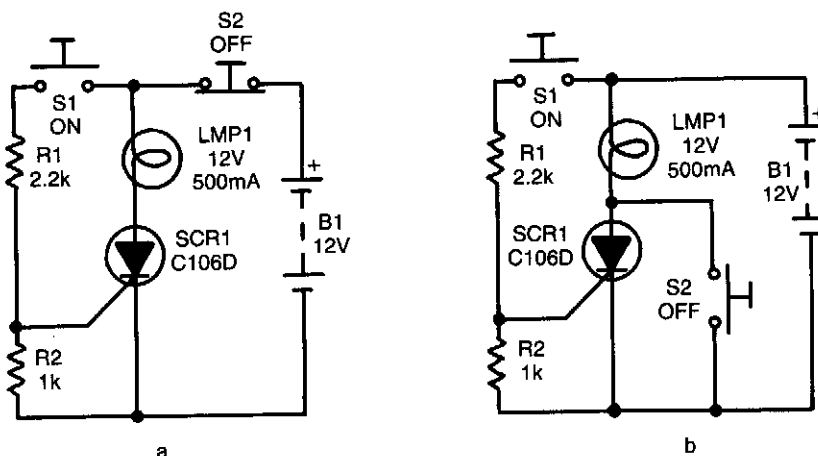 S2
OFF
S1
ON
R1
2.2k
LMP1
12V
500mA
+
B1
12V
SCR1
C106D
R2
1k
a
S1
ON
R1
2.2k
LMP1
12V
500mA
+
B1
12V
SCR1
C106D
S2
OFF
R2
1k
b